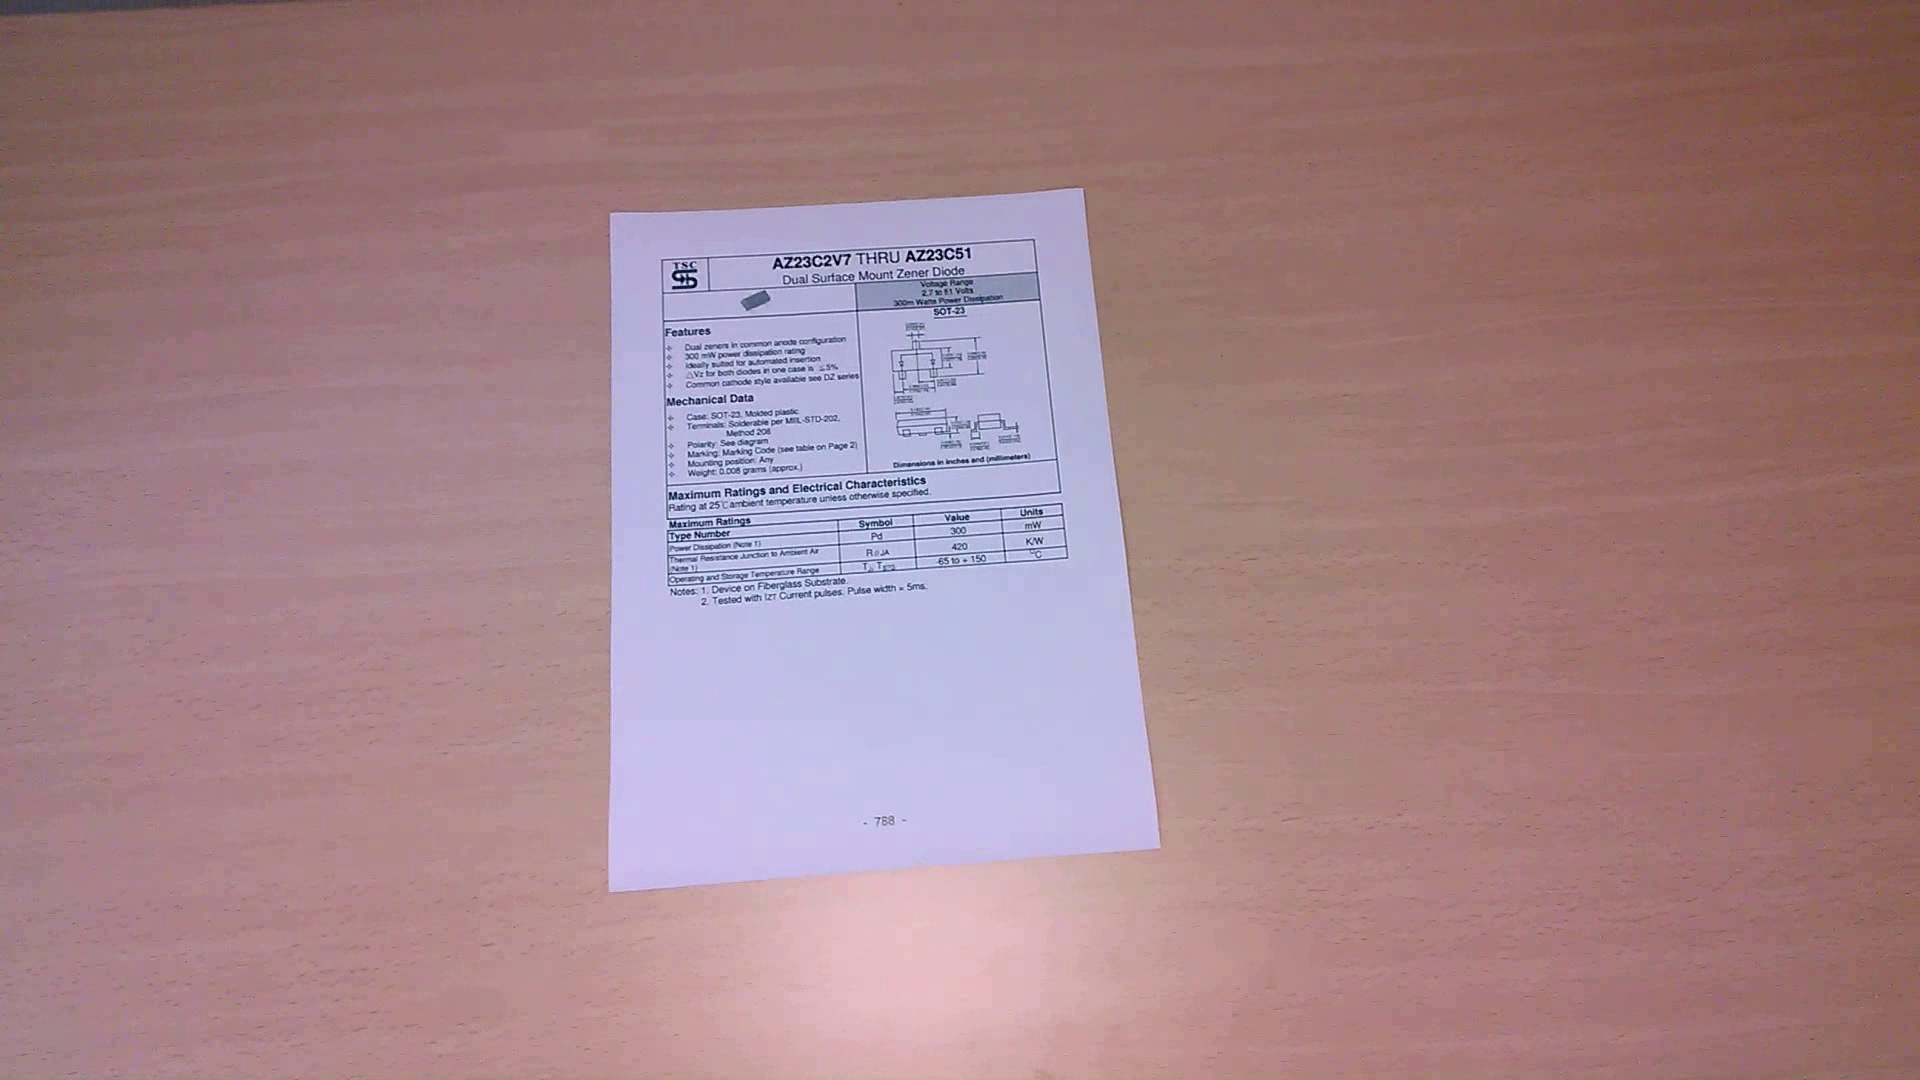 TSC
AZ23C2V7 THRU AZ23C51
Dual Surface Mount Zener Diode
Voltage Range
2.7 to 51 Volts
300m Watts Power Dissipation
SOT-23
Features
Dual zeners in common anode configuration
300 mW power dissipation rating
Ideally suited for automated insertion
△Vz for both diodes in one case is ≤5%
Common cathode style available see DZ series
Mechanical Data
Case: SOT-23, Molded plastic
Terminals: Solderable per MIL-STD-202,
Method 208
Polarity: See diagram
Marking: Marking Code (see table on Page 2)
Mounting position: Any
Weight: 0.008 grams (approx.)
Dimensions in inches and (millimeters)
Maximum Ratings and Electrical Characteristics
Rating at 25℃ ambient temperature unless otherwise specified.
Maximum Ratings
Type Number Symbol Value Units
Power Dissipation (Note 1) Pd 300 mW
Thermal Resistance Junction to Ambient Air
(Note 1) RθJA 420 K/W
Operating and Storage Temperature Range TJ, TSTG -65 to + 150 °C
Notes: 1. Device on Fiberglass Substrate.
2. Tested with IZT Current pulses. Pulse width = 5ms.
- 788 -